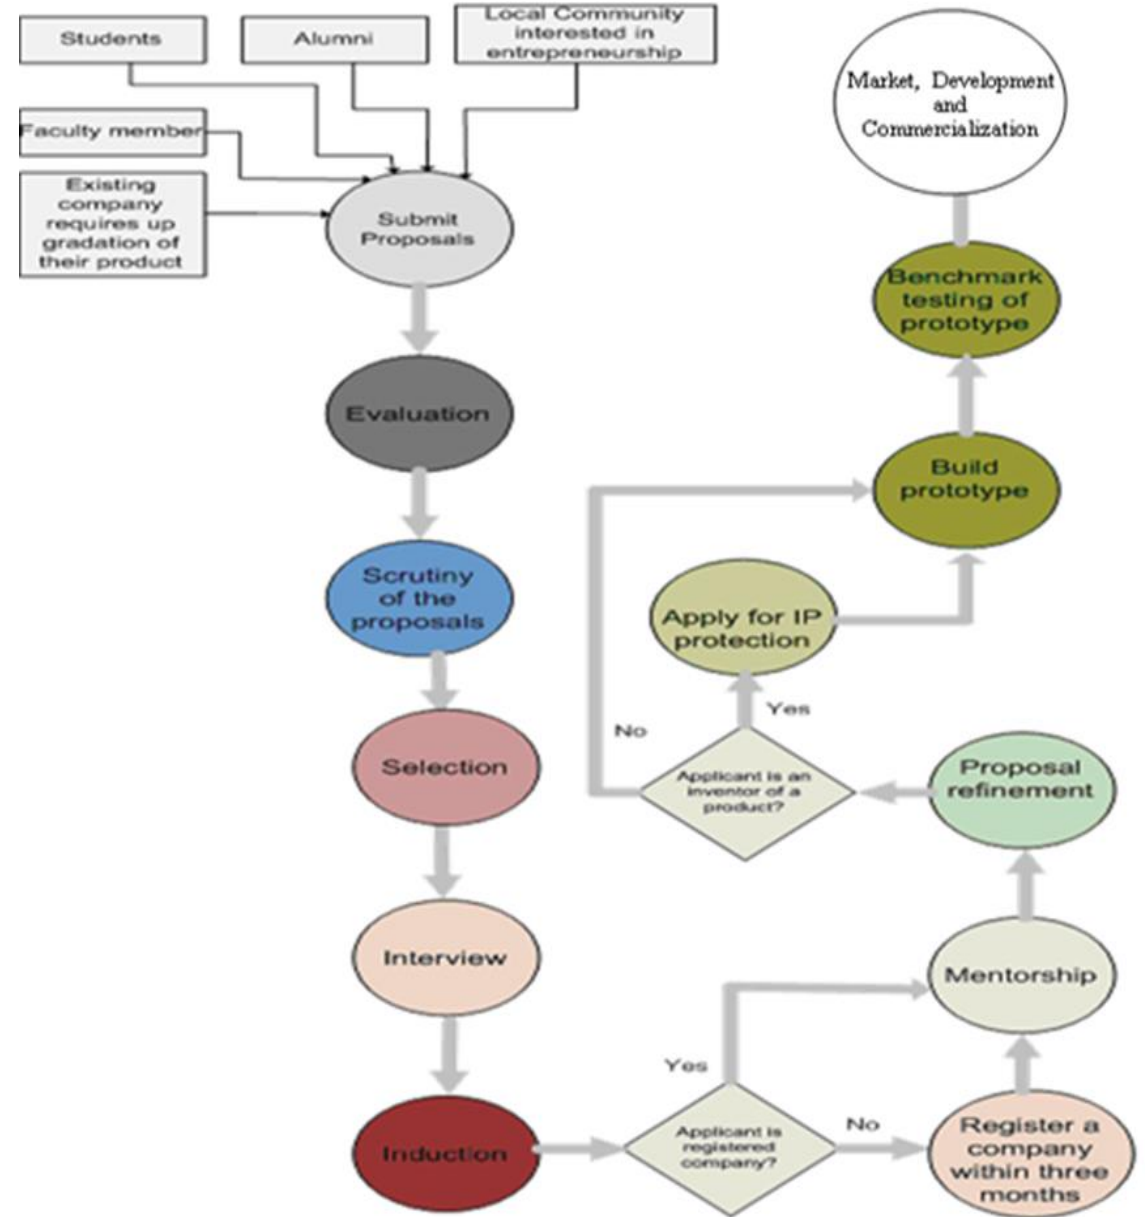 Students
Alumni
Local Community
interested in
entrepreneurship
Faculty member
Existing
company
requires up
gradation of
their product
Submit
Proposals
Evaluation
Scrutiny
of the
proposals
Selection
Interview
Induction
Applicant is
registered
company?
Yes
No
Register a
company
within three
months
Mentorship
Proposal
refinement
Applicant is an
inventor of a
product?
Yes
No
Apply for IP
protection
Build
prototype
Benchmark
testing of
prototype
Market, Development
and
Commercialization